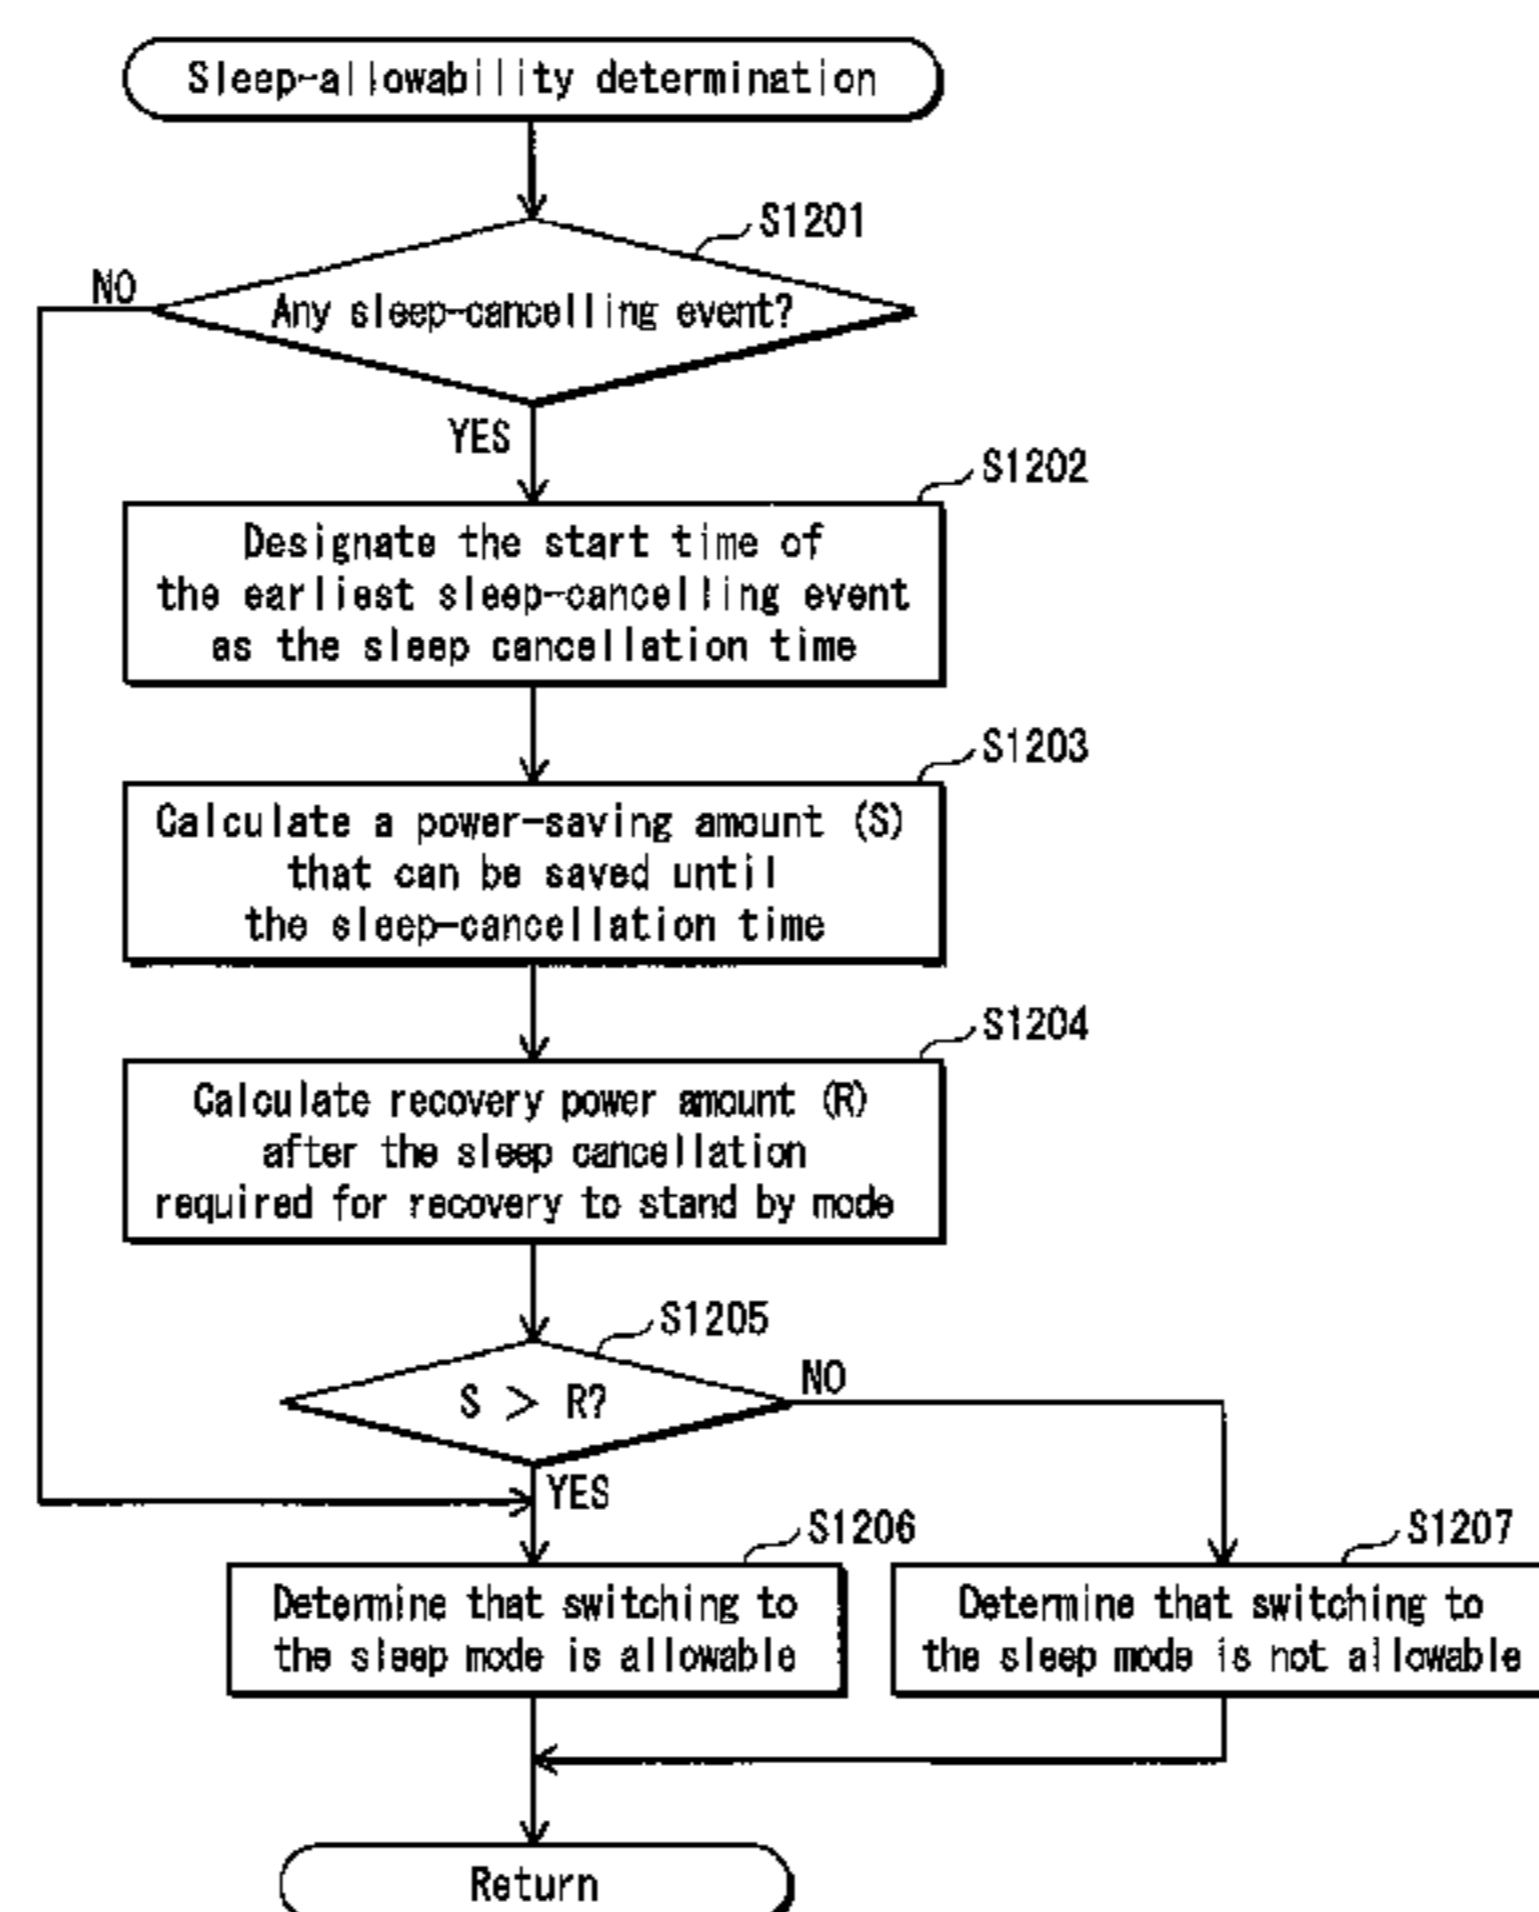 Sleep-allowability determination
S1201
NO
Any sleep-cancelling event?
YES
S1202
Designate the start time of
the earliest sleep-cancelling event
as the sleep cancellation time
S1203
Calculate a power-saving amount (S)
that can be saved until
the sleep-cancellation time
S1204
Calculate recovery power amount (R)
after the sleep cancellation
required for recovery to stand by mode
S1205
S > R?
NO
YES
S1206
Determine that switching to
the sleep mode is allowable
S1207
Determine that switching to
the sleep mode is not allowable
Return